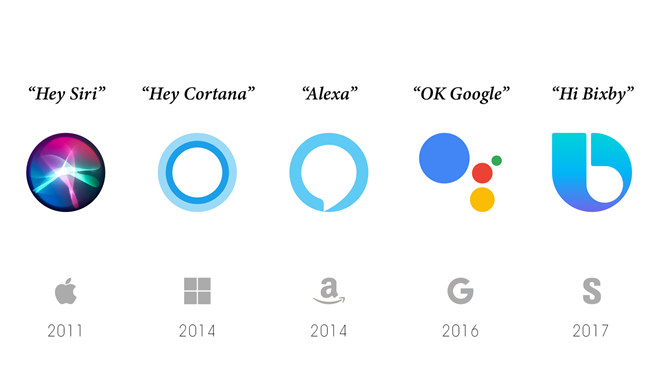 “Hey Siri” “Hey Cortana” “Alexa” “OK Google” “Hi Bixby”
a G S
2011 2014 2014 2016 2017